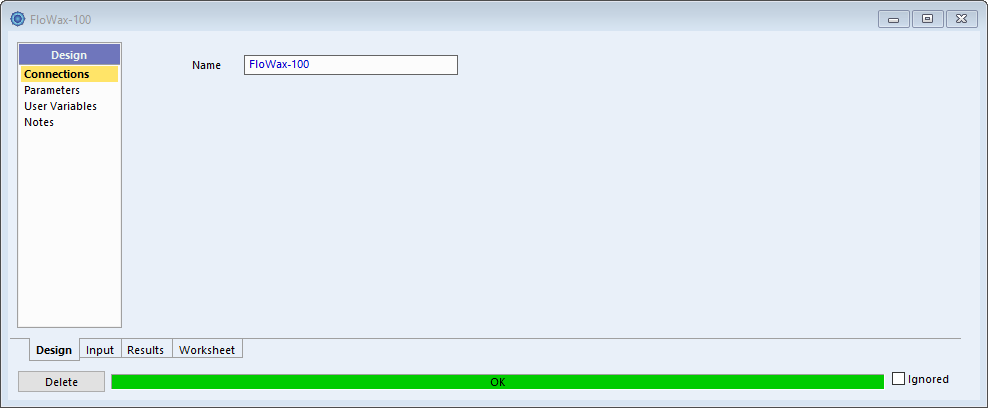 FloWax-100
Design
Connections
Parameters
User Variables
Notes
Name FloWax-100
Design Input Results Worksheet
Delete OK Ignored